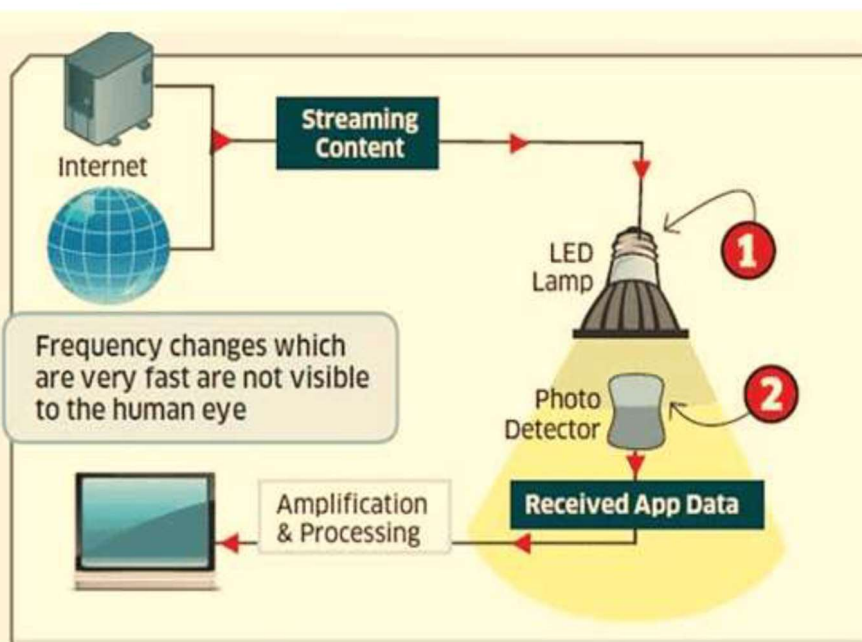 Internet
Streaming
Content
LED
Lamp
1
Frequency changes which
are very fast are not visible
to the human eye
Photo
Detector
2
Received App Data
Amplification
& Processing